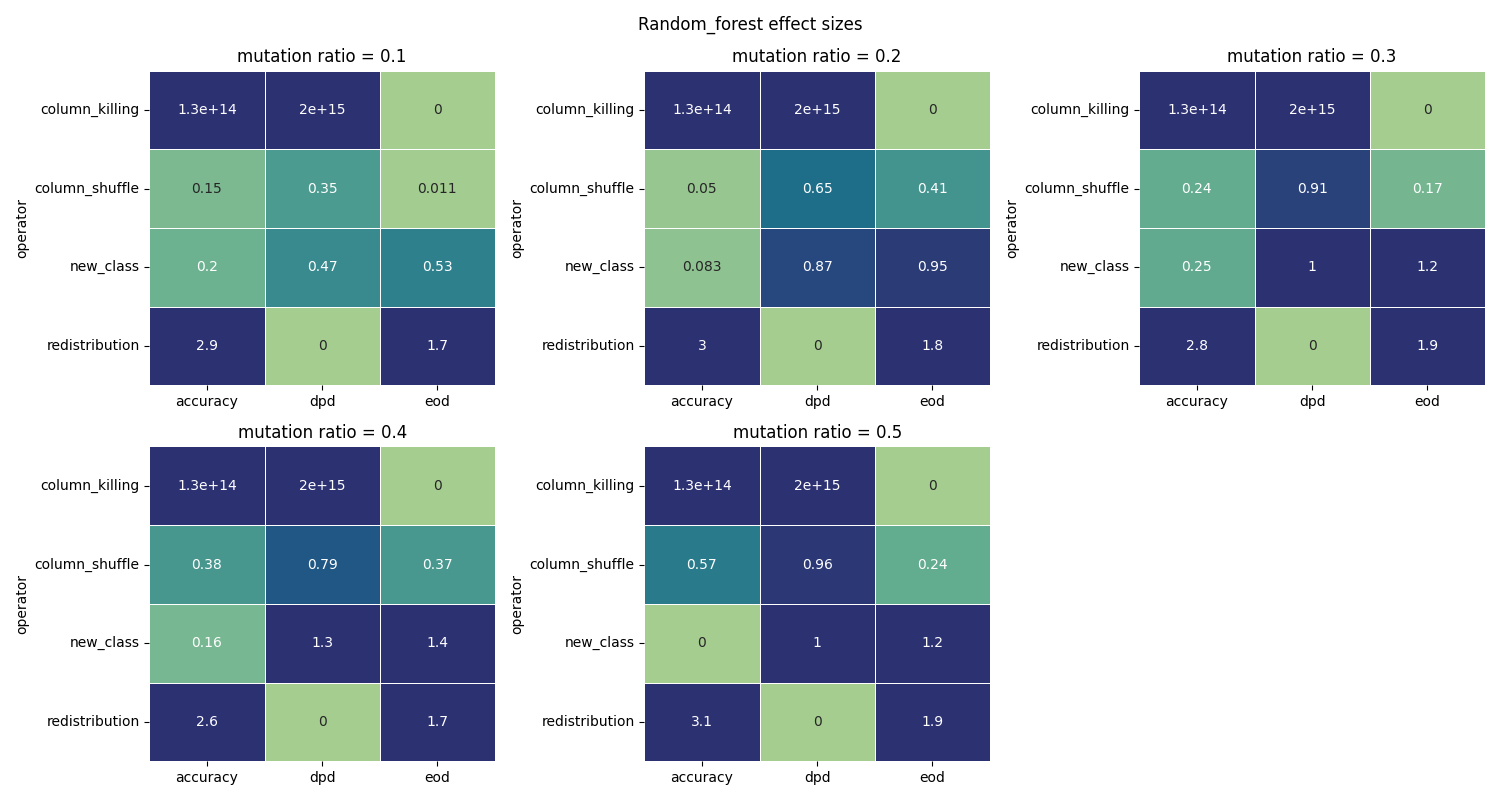 Random_forest effect sizes
mutation ratio = 0.1
column_killing 1.3e+14 2e+15 0
column_shuffle 0.15 0.35 0.011
new_class 0.2 0.47 0.53
redistribution 2.9 0 1.7
operator
accuracy dpd eod
mutation ratio = 0.2
column_killing 1.3e+14 2e+15 0
column_shuffle 0.05 0.65 0.41
new_class 0.083 0.87 0.95
redistribution 3 0 1.8
operator
accuracy dpd eod
mutation ratio = 0.3
column_killing 1.3e+14 2e+15 0
column_shuffle 0.24 0.91 0.17
new_class 0.25 1 1.2
redistribution 2.8 0 1.9
operator
accuracy dpd eod
mutation ratio = 0.4
column_killing 1.3e+14 2e+15 0
column_shuffle 0.38 0.79 0.37
new_class 0.16 1.3 1.4
redistribution 2.6 0 1.7
operator
accuracy dpd eod
mutation ratio = 0.5
column_killing 1.3e+14 2e+15 0
column_shuffle 0.57 0.96 0.24
new_class 0 1 1.2
redistribution 3.1 0 1.9
operator
accuracy dpd eod